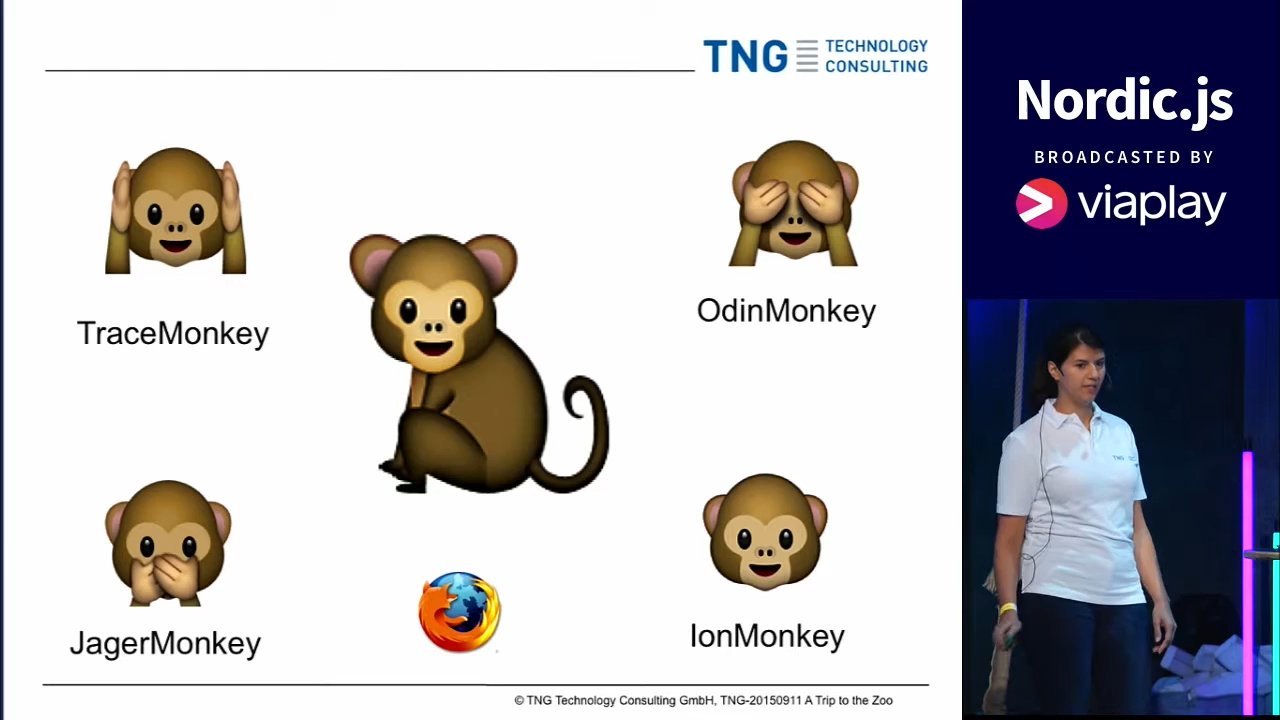 TNG TECHNOLOGY
CONSULTING
TraceMonkey
OdinMonkey
JagerMonkey
IonMonkey
© TNG Technology Consulting GmbH, TNG-20150911 A Trip to the Zoo
Nordic.js
BROADCASTED BY
viaplay
TNG